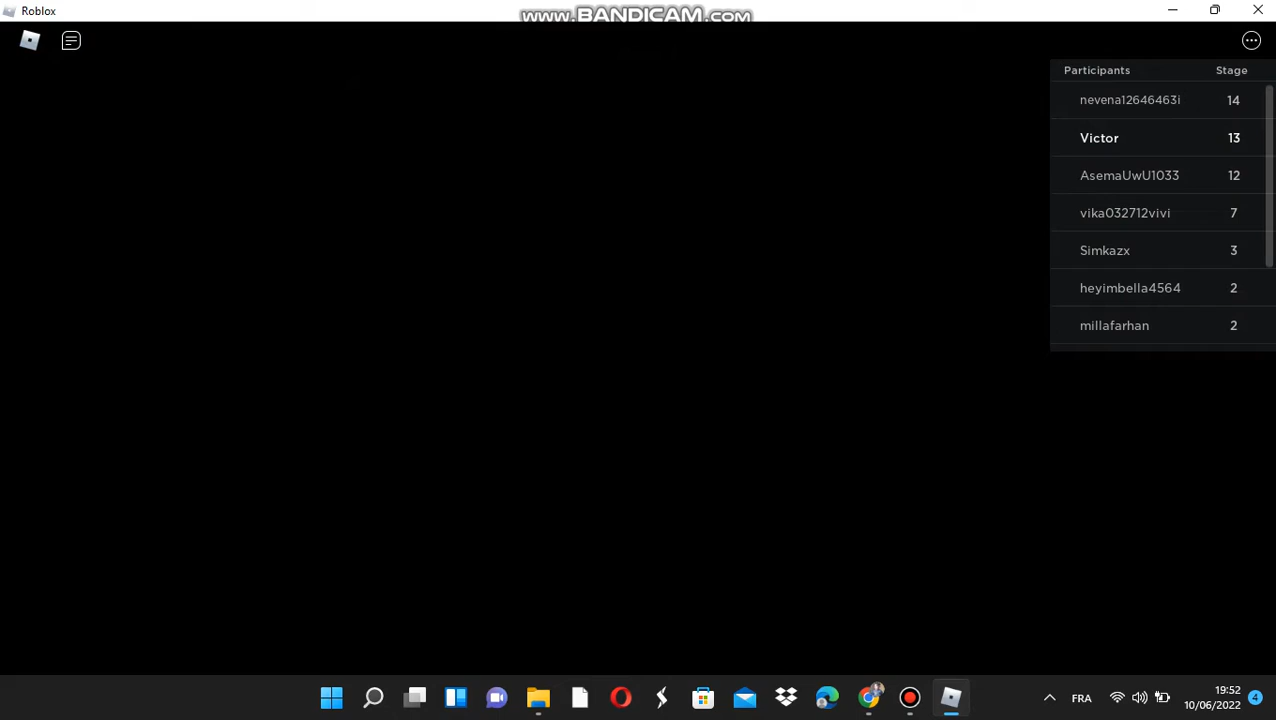 Roblox
www.BANDICAM.com
Participants Stage
nevena12646463i 14
Victor 13
AsemaUwU1033 12
vika032712vivi 7
Simkazx 3
heyimbella4564 2
millafarhan 2
FRA
19:52
10/06/2022
4